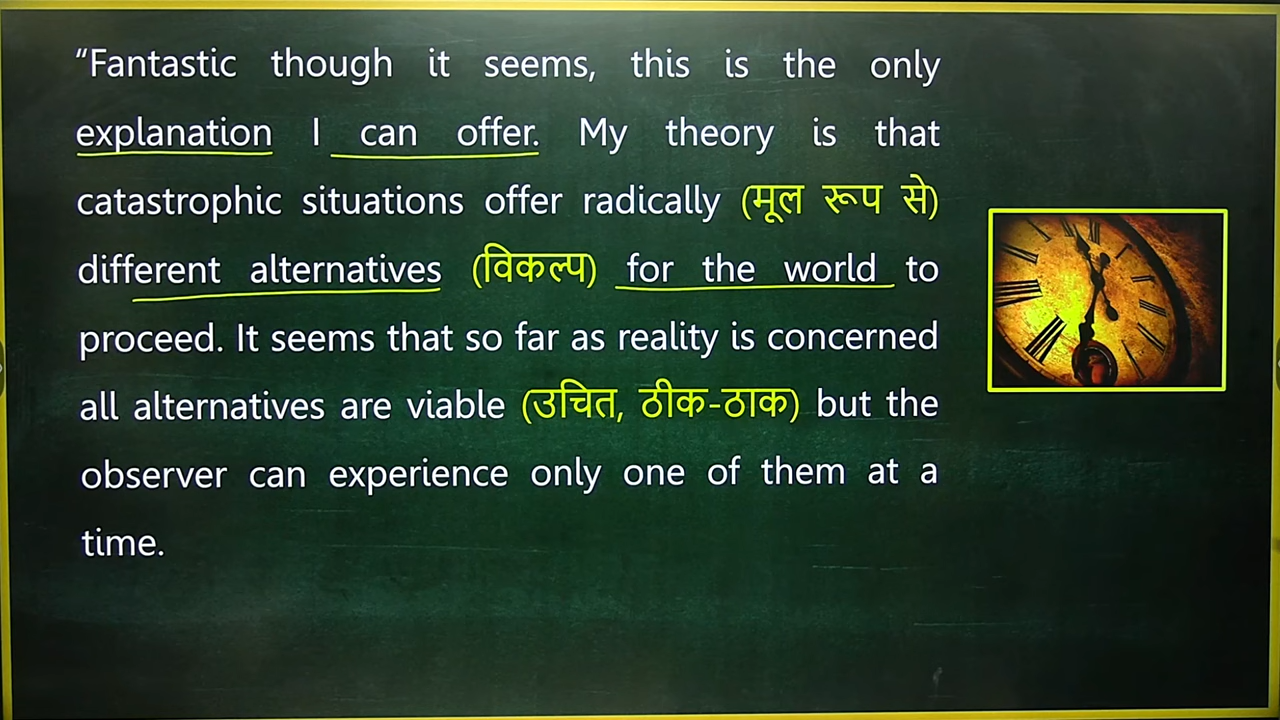 “Fantastic though it seems, this is the only
explanation I can offer. My theory is that
catastrophic situations offer radically (मूल रूप से)
different alternatives (विकल्प) for the world to
proceed. It seems that so far as reality is concerned
all alternatives are viable (उचित, ठीक-ठाक) but the
observer can experience only one of them at a
time.